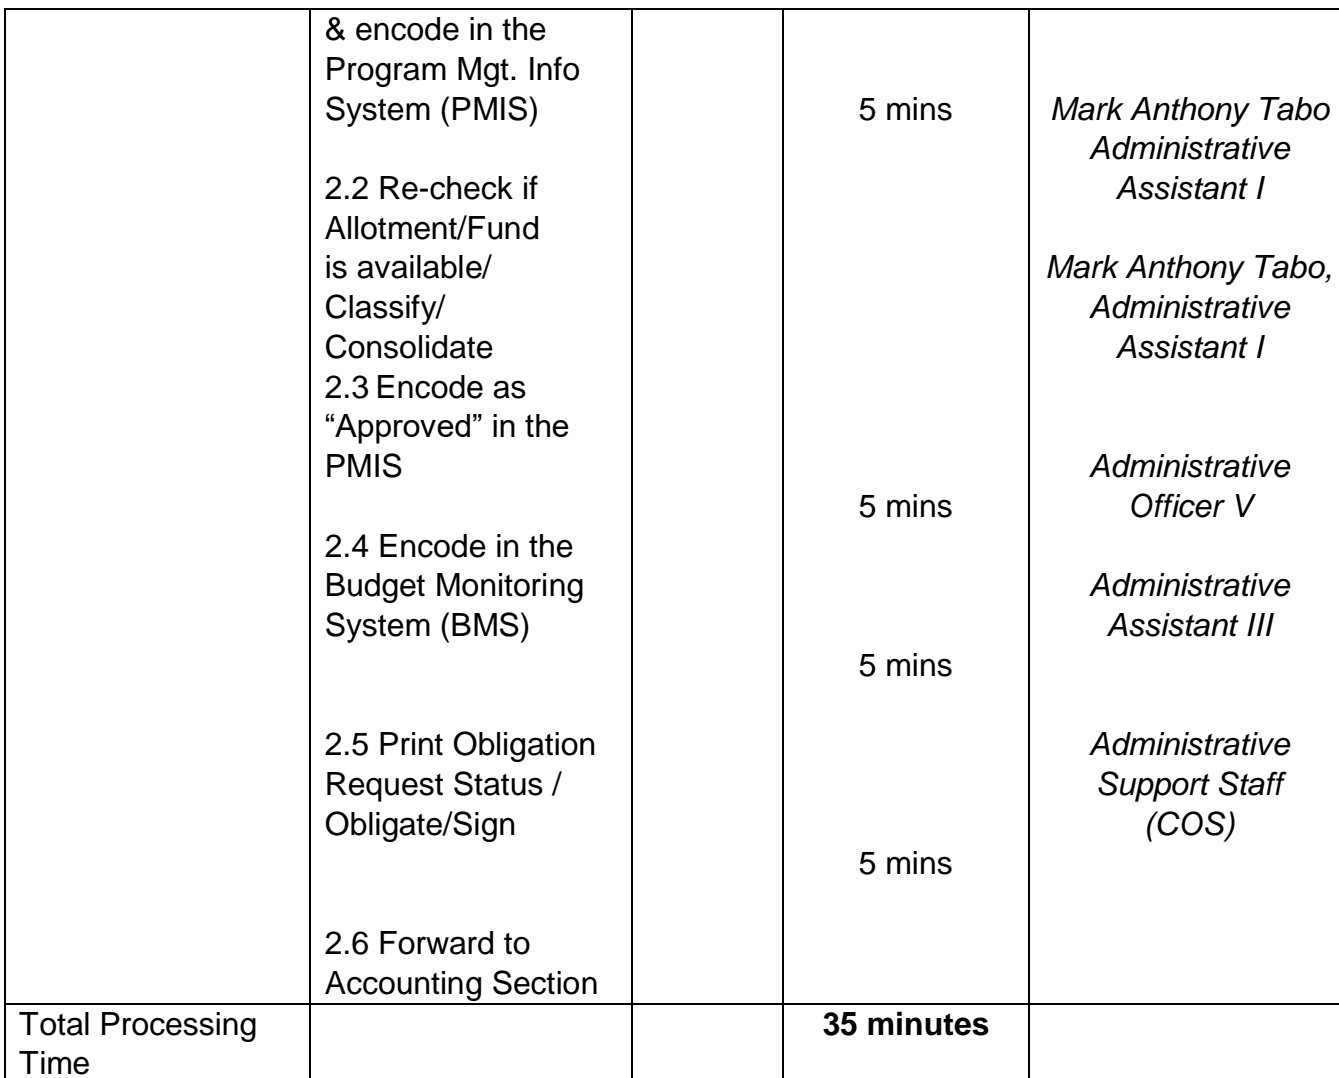 & encode in the
Program Mgt. Info
System (PMIS)
2.2 Re-check if
Allotment/Fund
is available/
Classify/
Consolidate
2.3 Encode as
“Approved” in the
PMIS
2.4 Encode in the
Budget Monitoring
System (BMS)
2.5 Print Obligation
Request Status /
Obligate/Sign
2.6 Forward to
Accounting Section
5 mins
5 mins
5 mins
5 mins
Mark Anthony Tabo
Administrative
Assistant I
Mark Anthony Tabo,
Administrative
Assistant I
Administrative
Officer V
Administrative
Assistant III
Administrative
Support Staff
(COS)
Total Processing
Time
35 minutes